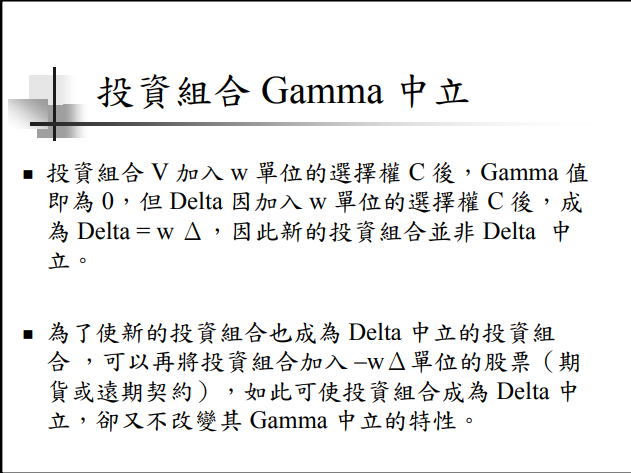 投資組合 Gamma 中立
投資組合 V 加入 w 單位的選擇權 C 後，Gamma 值
即為 0，但 Delta 因加入 w 單位的選擇權 C 後，成
為 Delta = w Δ，因此新的投資組合並非 Delta 中
立。
為了使新的投資組合也成為 Delta 中立的投資組
合 ，可以再將投資組合加入 –wΔ單位的股票（期
貨或遠期契約），如此可使投資組合成為 Delta 中
立，卻又不改變其 Gamma 中立的特性。